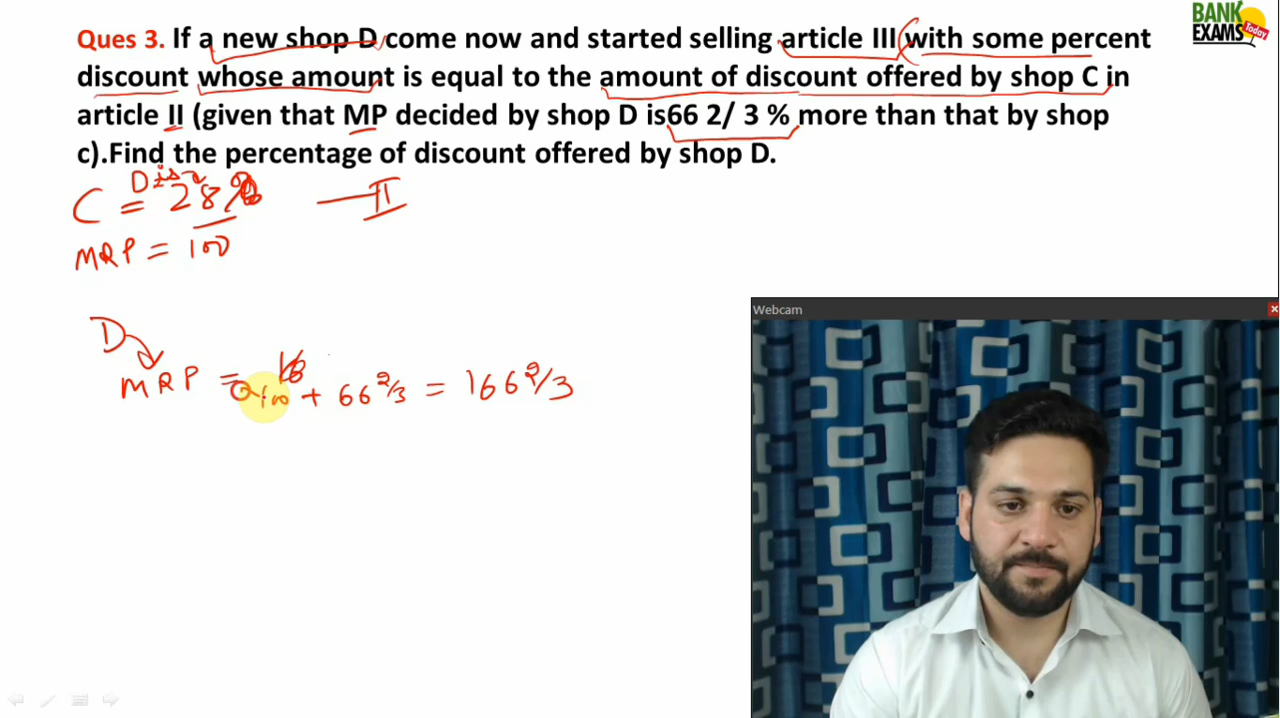 BANK
EXAMS Today
Ques 3. If a new shop D come now and started selling article III (with some percent
discount whose amount is equal to the amount of discount offered by shop C in
article II (given that MP decided by shop D is66 2/ 3 % more than that by shop
c).Find the percentage of discount offered by shop D.
C = 28% — II
MRP = 100
D
MRP = 100 + 66 2/3 = 166 2/3
Webcam